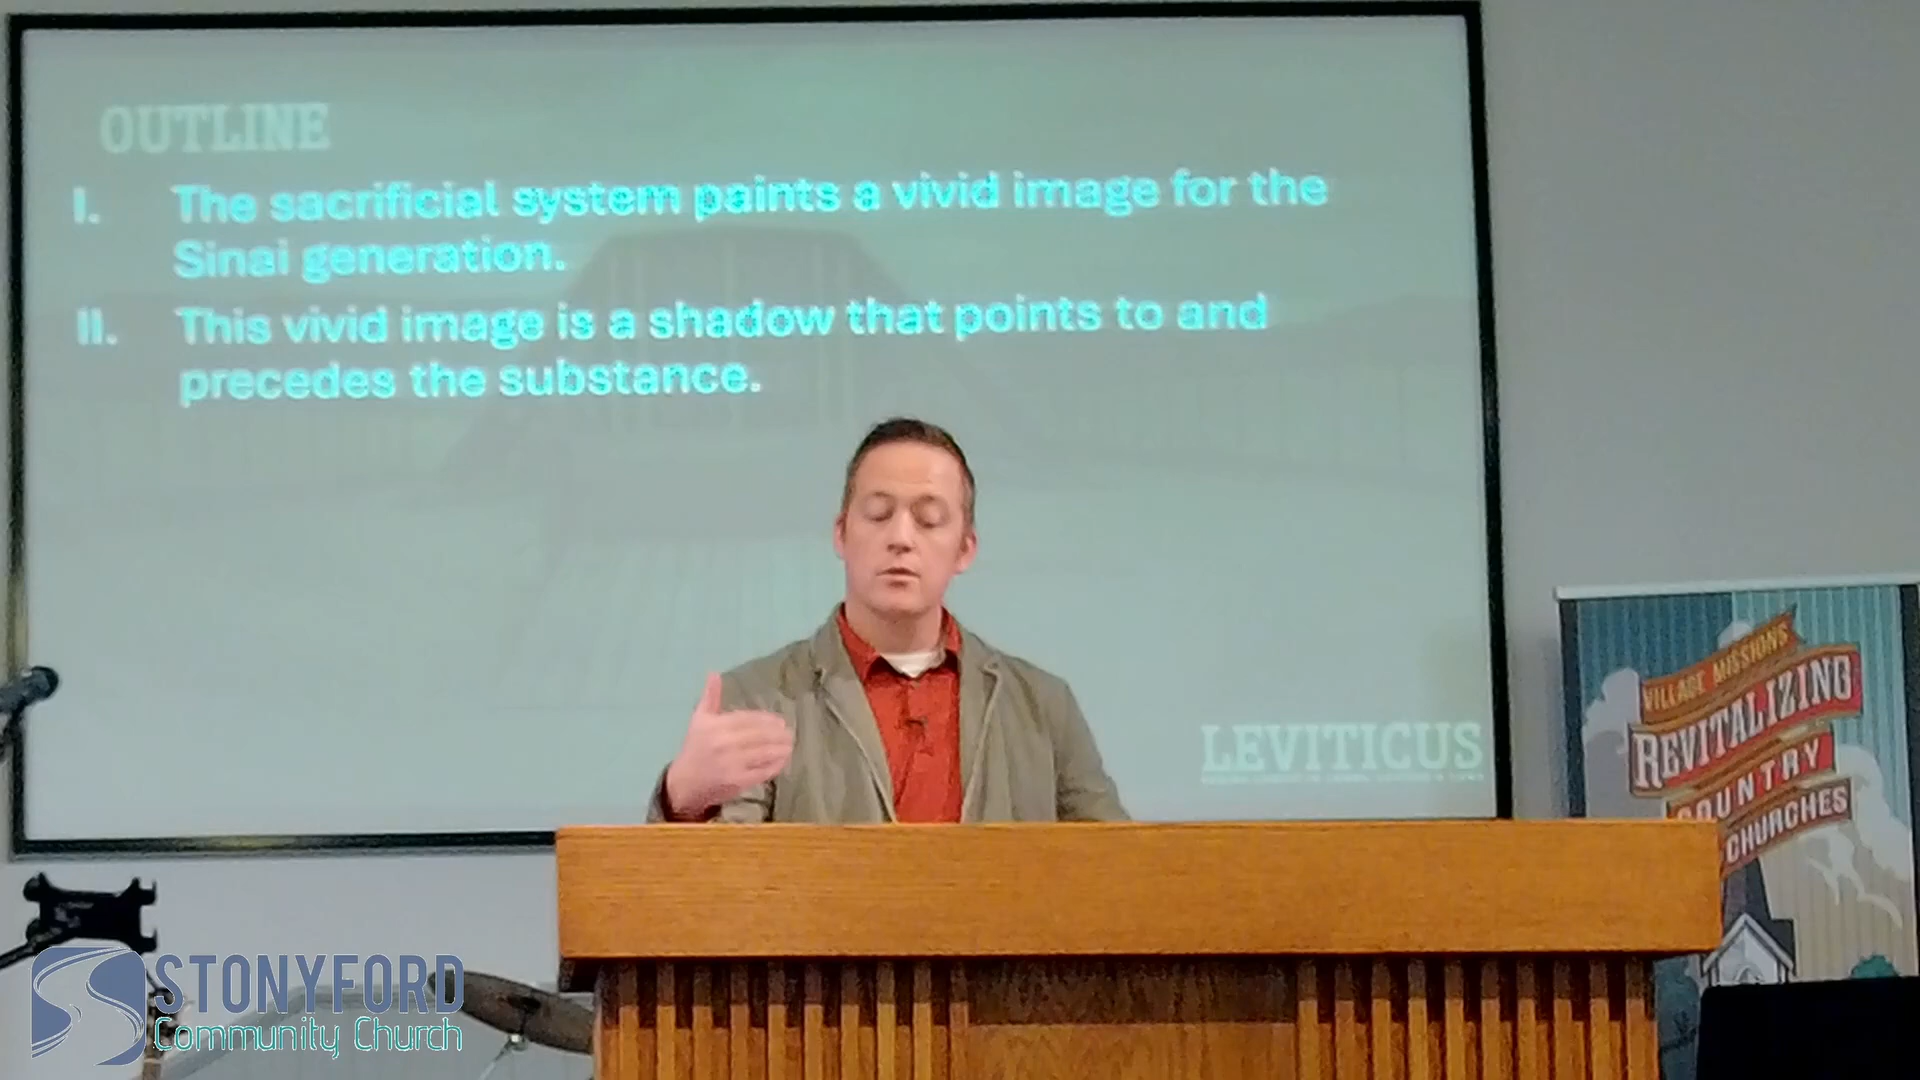 OUTLINE
I. The sacrificial system paints a vivid image for the
Sinai generation.
II. This vivid image is a shadow that points to and
precedes the substance.
LEVITICUS
VILLAGE MISSIONS
REVITALIZING
COUNTRY
CHURCHES
STONYFORD
Community Church